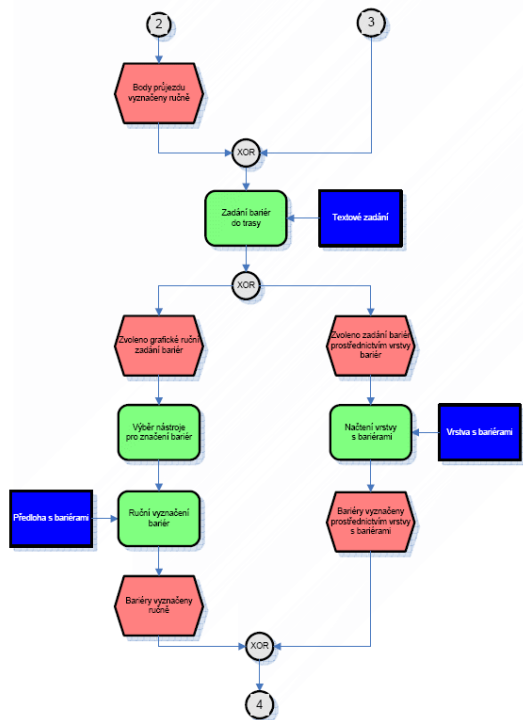 2
3
Body průjezdu
vyznačeny ručně
XOR
Zadání bariér
do trasy
Textové zadání
XOR
Zvoleno grafické ruční
zadání bariér
Zvoleno zadání bariér
prostřednictvím vrstvy
bariér
Výběr nástroje
pro značení bariér
Načtení vrstvy
s bariérami
Vrstva s bariérami
Předloha s bariérami
Ruční vyznačení
bariér
Bariéry vyznačeny
prostřednictvím vrstvy
s bariérami
Bariéry vyznačeny
ručně
XOR
4